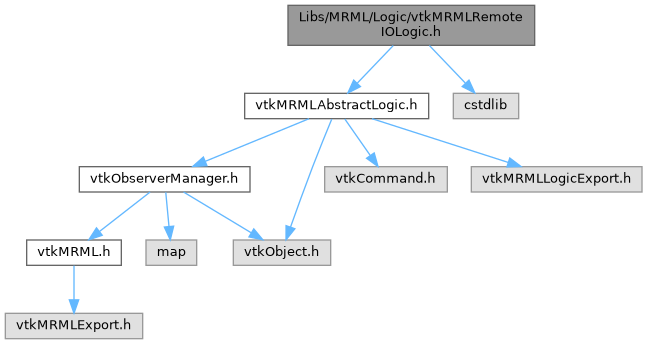 Libs/MRML/Logic/vtkMRMLRemote
IOLogic.h
vtkMRMLAbstractLogic.h
cstdlib
vtkObserverManager.h
vtkCommand.h
vtkMRMLLogicExport.h
vtkMRML.h
map
vtkObject.h
vtkMRMLExport.h